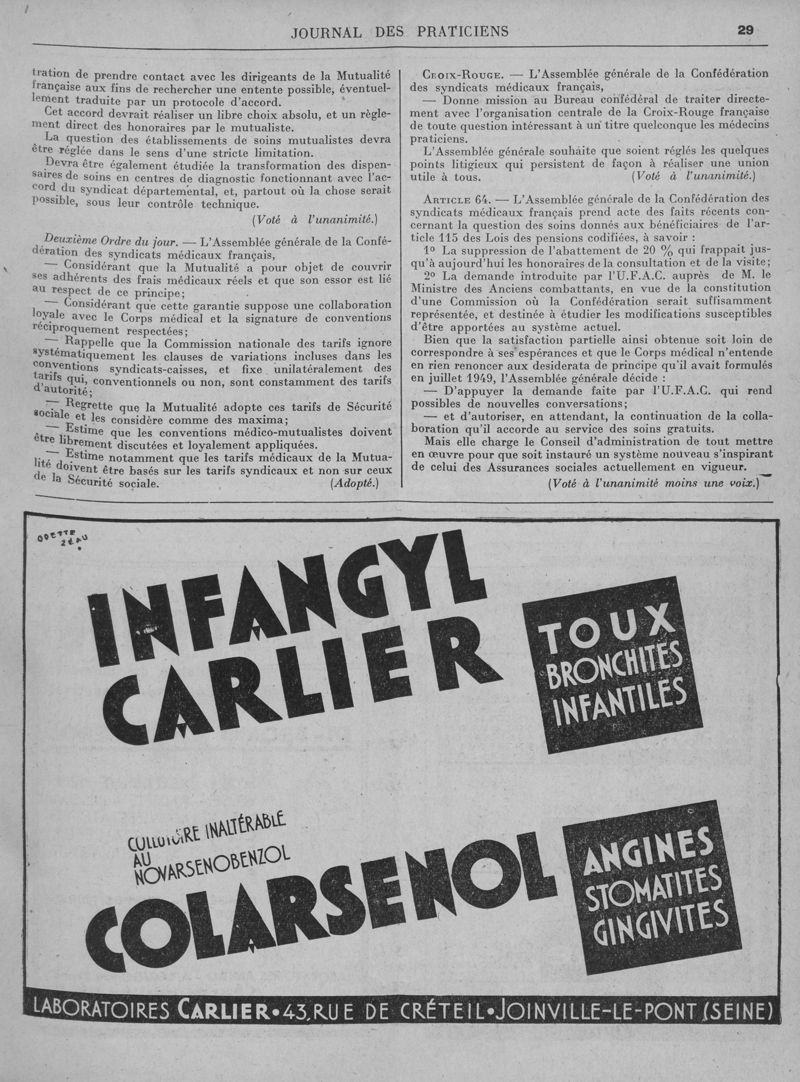 JOURNAL DES PRATICIENS
29
tration de prendre contact avec les dirigeants de la Mutualité
française aux fins de rechercher une entente possible, éventuel-
lement traduite par un protocole d'accord.
Cet accord devrait réaliser un libre choix absolu, et un règle-
ment direct des honoraires par le mutualiste.
La question des établissements de soins mutualistes devra
être réglée dans le sens d'une stricte limitation.
Devra être également étudiée la transformation des dispen-
saires de soins en centres de diagnostic fonctionnant avec l'ac-
cord du syndicat départemental, et, partout où la chose serait
possible, sous leur contrôle technique.
(Voté à l'unanimité.)
Deuxième Ordre du jour. — L'Assemblée générale de la Confé-
dération des syndicats médicaux français,
— Considérant que la Mutualité a pour objet de couvrir
ses adhérents des frais médicaux réels et que son essor est lié
au respect de ce principe;
— Considérant que cette garantie suppose une collaboration
loyale avec le Corps médical et la signature de conventions
réciproquement respectées;
— Rappelle que la Commission nationale des tarifs ignore
systématiquement les clauses de variations incluses dans les
conventions syndicats-caisses, et fixe unilatéralement des
tarifs qui, conventionnels ou non, sont constamment des tarifs
d'autorité;
— Regrette que la Mutualité adopte ces tarifs de Sécurité
sociale et les considère comme des maxima;
— Estime que les conventions médico-mutualistes doivent
être librement discutées et loyalement appliquées.
— Estime notamment que les tarifs médicaux de la Mutua-
lité doivent être basés sur les tarifs syndicaux et non sur ceux
de la Sécurité sociale. (Adopté.)
CROIX-ROUGE. — L'Assemblée générale de la Confédération
des syndicats médicaux français,
— Donne mission au Bureau confédéral de traiter directe-
ment avec l'organisation centrale de la Croix-Rouge française
de toute question intéressant à un titre quelconque les médecins
praticiens.
L'Assemblée générale souhaite que soient réglés les quelques
points litigieux qui persistent de façon à réaliser une union
utile à tous. (Voté à l'unanimité.)
ARTICLE 64. — L'Assemblée générale de la Confédération des
syndicats médicaux français prend acte des faits récents con-
cernant la question des soins donnés aux bénéficiaires de l'ar-
ticle 115 des Lois des pensions codifiées, à savoir :
1º La suppression de l'abattement de 20 % qui frappait jus-
qu'à aujourd'hui les honoraires de la consultation et de la visite;
2º La demande introduite par l'U.F.A.C. auprès de M. le
Ministre des Anciens combattants, en vue de la constitution
d'une Commission où la Confédération serait suffisamment
représentée, et destinée à étudier les modifications susceptibles
d'être apportées au système actuel.
Bien que la satisfaction partielle ainsi obtenue soit loin de
correspondre à ses espérances et que le Corps médical n'entende
en rien renoncer aux desiderata de principe qu'il avait formulés
en juillet 1949, l'Assemblée générale décide :
— D'appuyer la demande faite par l'U.F.A.C. qui rend
possibles de nouvelles conversations;
— et d'autoriser, en attendant, la continuation de la colla-
boration qu'il accorde au service des soins gratuits.
Mais elle charge le Conseil d'administration de tout mettre
en œuvre pour que soit instauré un système nouveau s'inspirant
de celui des Assurances sociales actuellement en vigueur.
(Voté à l'unanimité moins une voix.)
ODETTE
ZÉAU
INFANGYL
CARLIER
TOUX
BRONCHITES
INFANTILES
COLLUTOIRE INALTÉRABLE
AU
NOVARSENOBENZOL
COLARSENOL
ANGINES
STOMATITES
GINGIVITES
LABORATOIRES CARLIER•43, RUE DE CRÉTEIL•JOINVILLE-LE-PONT (SEINE)